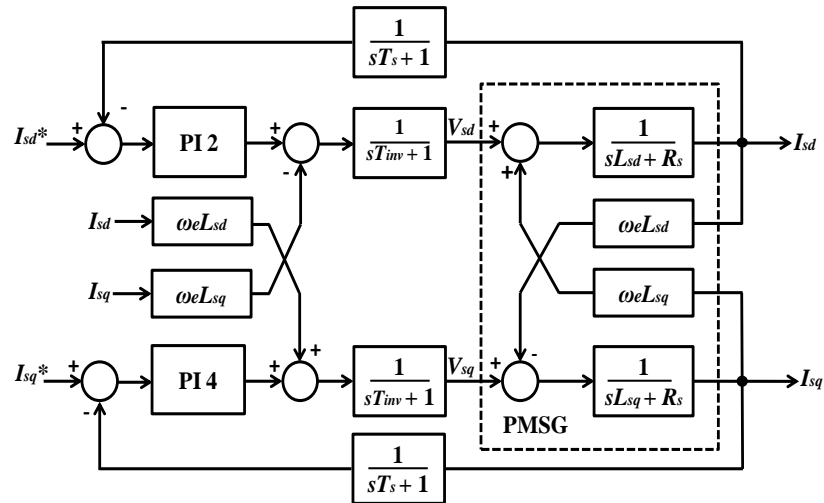 1
sTs + 1
-
Isd* + PI 2 + 1 Vsd + 1 Isd
- sTinv + 1 + sLsd + Rs
Isd ωeLsd ωeLsd
Isq ωeLsq ωeLsq
+ -
Isq* + PI 4 + 1 Vsq + 1 Isq
- sTinv + 1 sLsq + Rs
PMSG
1
sTs + 1